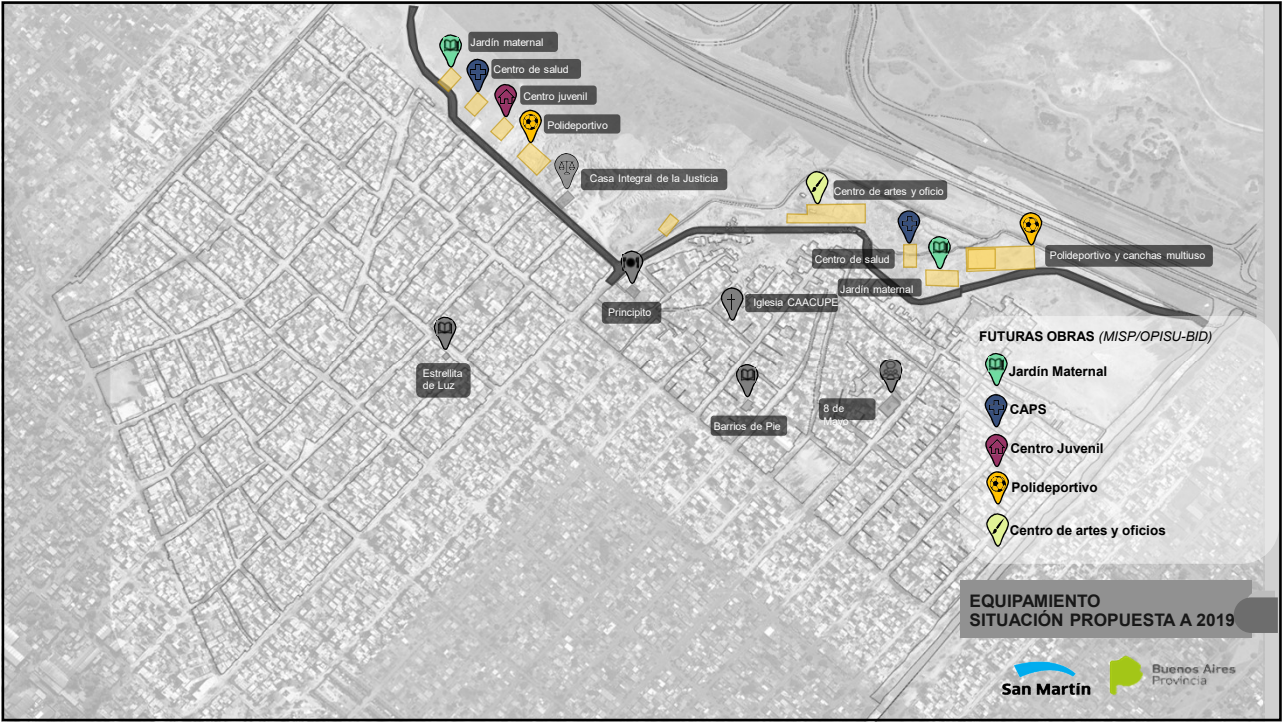 Jardín maternal
Centro de salud
Centro juvenil
Polideportivo
Casa Integral de la Justicia
Centro de artes y oficio
Centro de salud
Polideportivo y canchas multiuso
Jardín maternal
Iglesia CAACUPE
Principito
Estrellita
de Luz
8 de
Mayo
Barrios de Pie
FUTURAS OBRAS (MISP/OPISU-BID)
Jardín Maternal
CAPS
Centro Juvenil
Polideportivo
Centro de artes y oficios
EQUIPAMIENTO
SITUACIÓN PROPUESTA A 2019
San Martín
Buenos Aires
Provincia